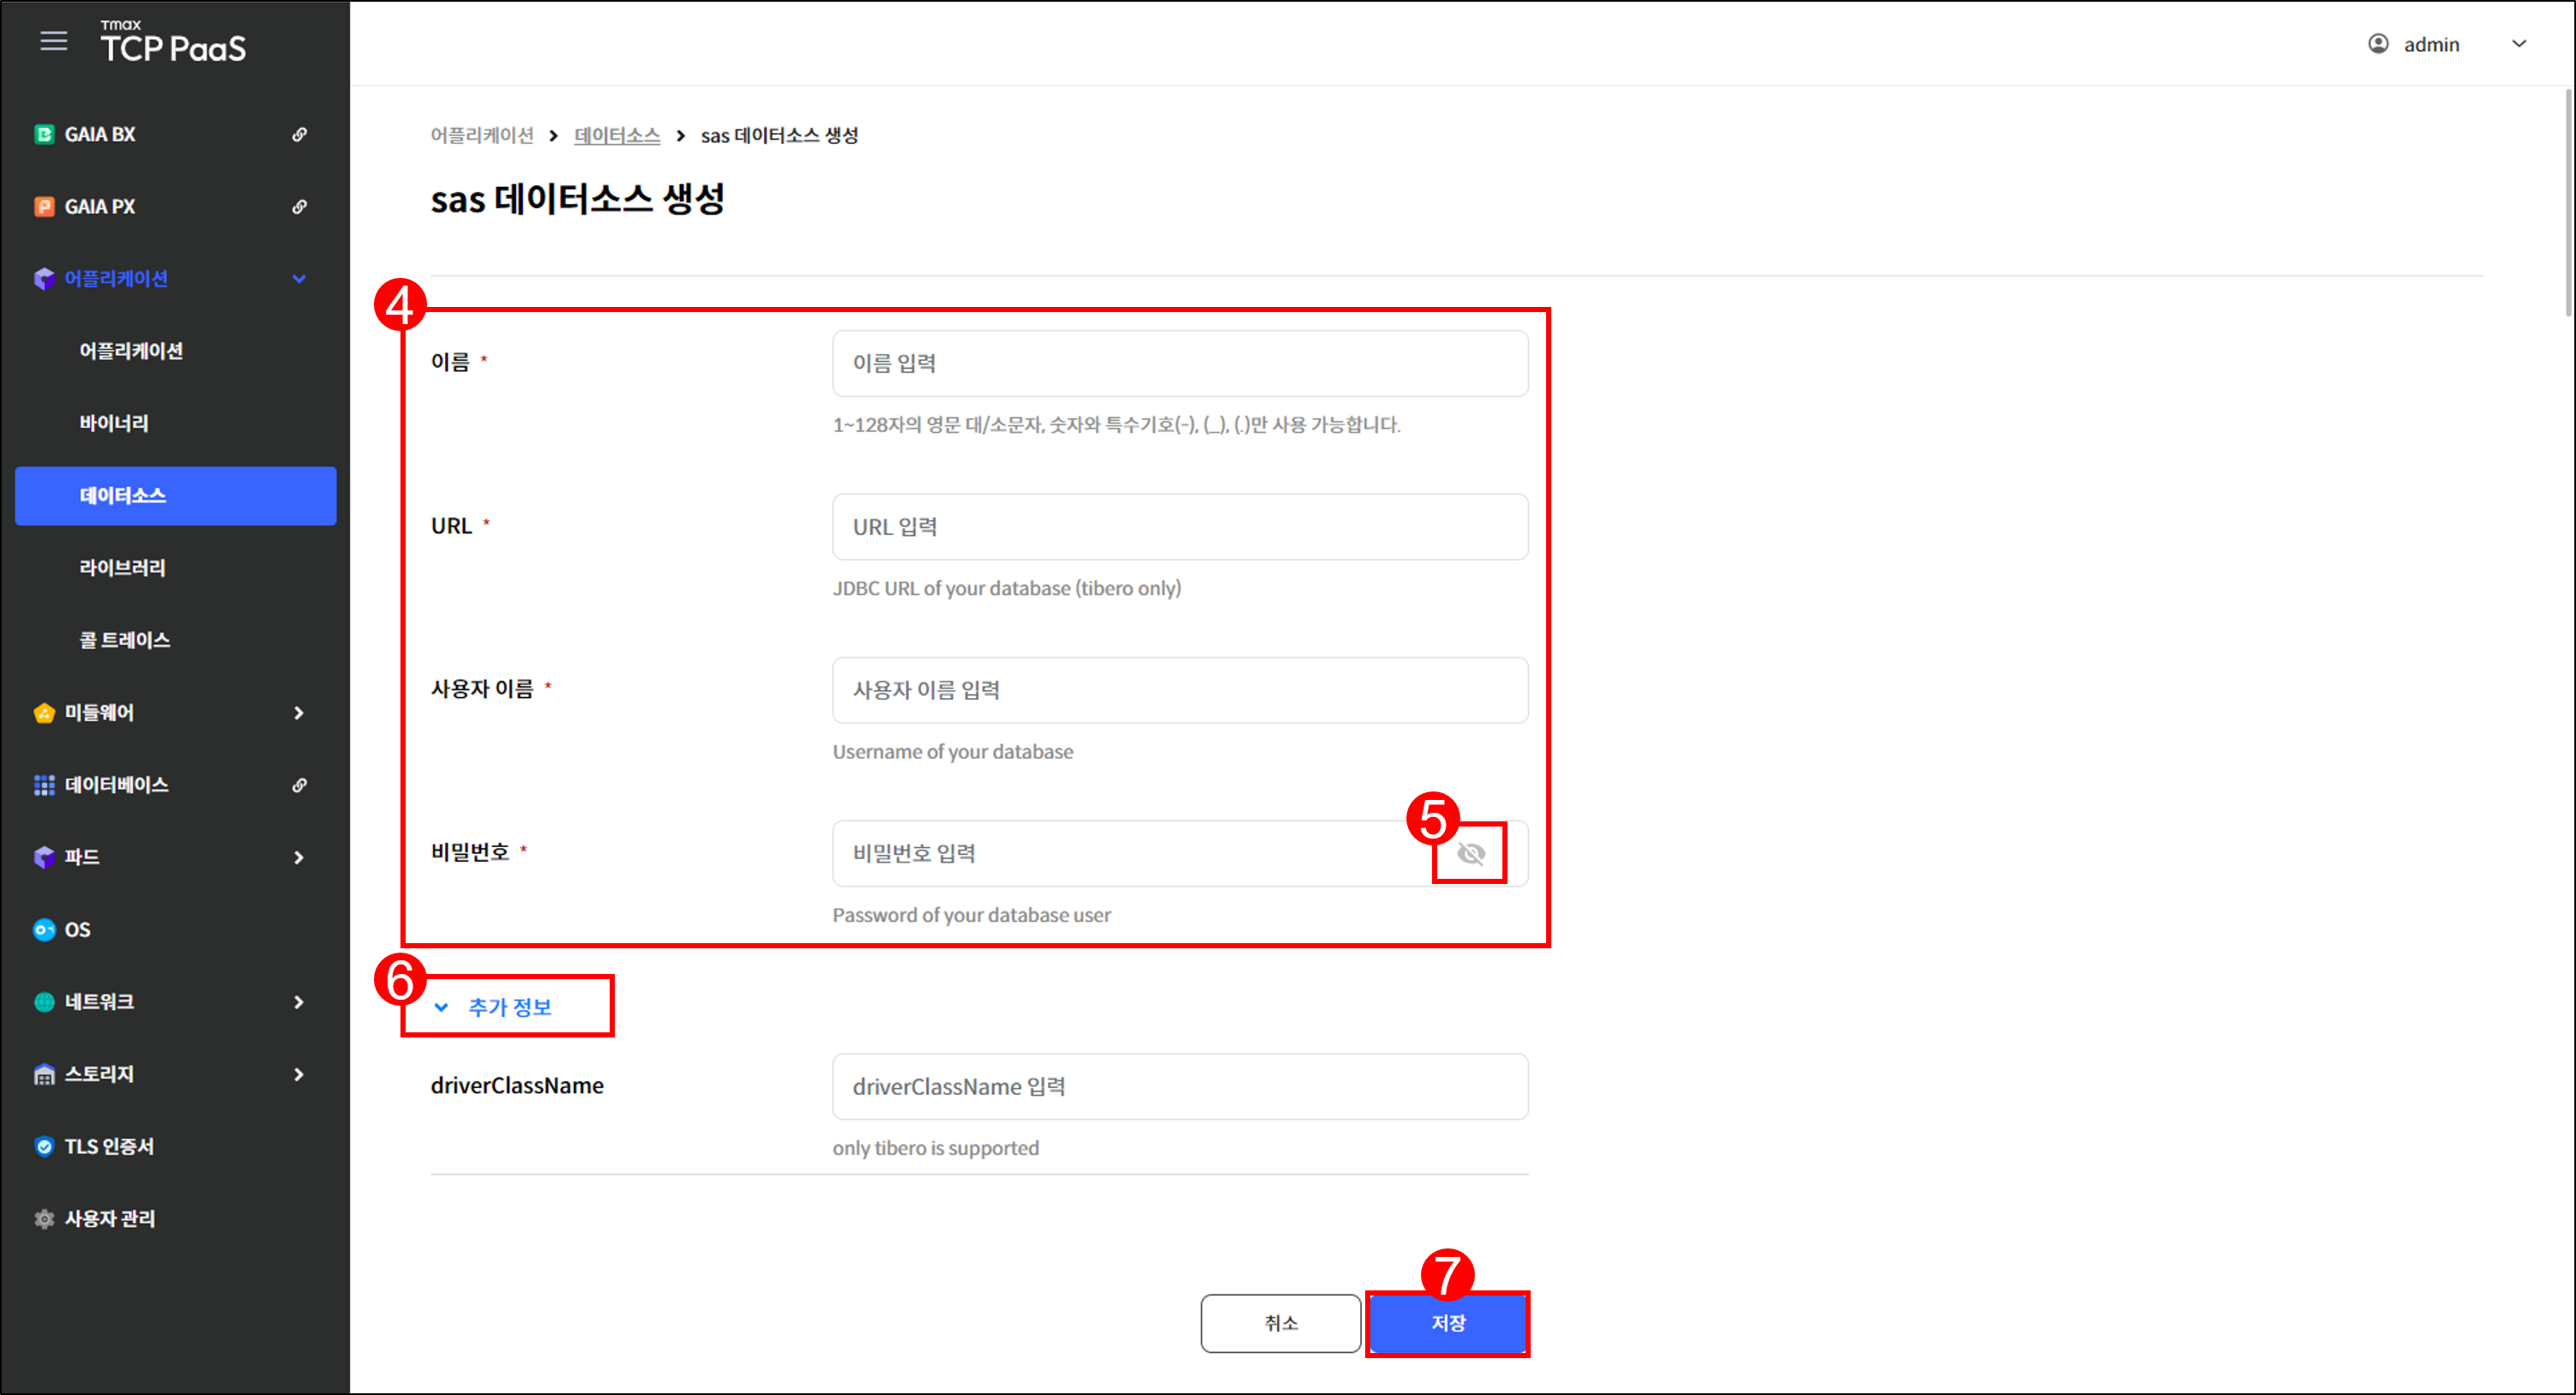 Tmax
TCP PaaS
admin
GAIA BX
GAIA PX
어플리케이션
어플리케이션
바이너리
데이터소스
라이브러리
콜 트레이스
미들웨어
데이터베이스
파드
OS
네트워크
스토리지
TLS 인증서
사용자 관리
어플리케이션 > 데이터소스 > sas 데이터소스 생성
sas 데이터소스 생성
4
이름 *
이름 입력
1~128자의 영문 대/소문자, 숫자와 특수기호(-), (_), (.)만 사용 가능합니다.
URL *
URL 입력
JDBC URL of your database (tibero only)
사용자 이름 *
사용자 이름 입력
Username of your database
5
비밀번호 *
비밀번호 입력
Password of your database user
6
추가 정보
driverClassName
driverClassName 입력
only tibero is supported
7
취소
저장